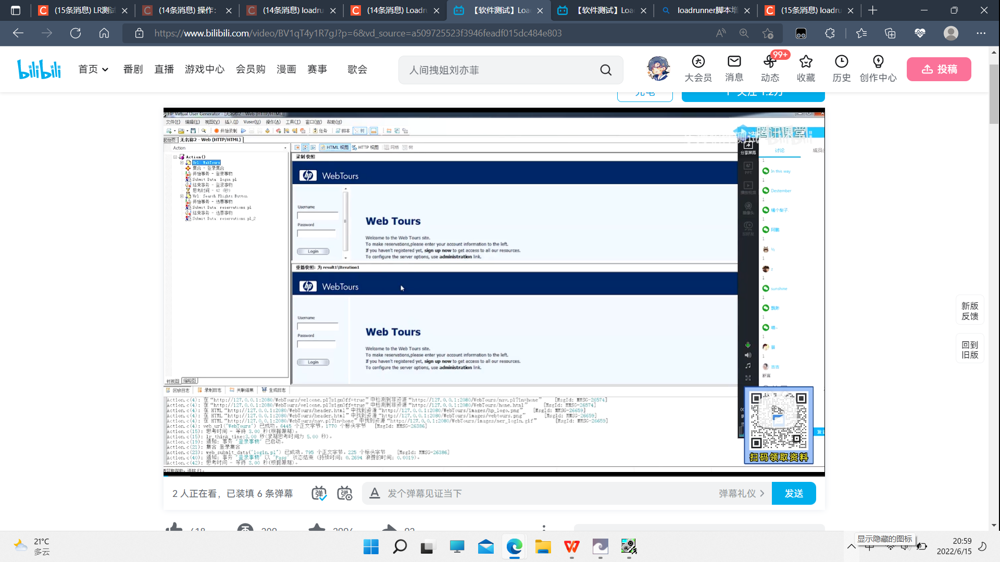 (15条消息) LR测试
(14条消息) 操作:
(14条消息) loadru
(14条消息) Loadru
【软件测试】Loa
【软件测试】Loa
loadrunner脚本增
(15条消息) loadru
https://www.bilibili.com/video/BV1qT4y1R7gJ?p=6&vd_source=a509725523f3946feadf015dc484e803
bilibili
首页
番剧
直播
游戏中心
会员购
漫画
赛事
歌会
人间拽姐刘亦菲
大会员
消息
99+
动态
收藏
历史
创作中心
投稿
HP Virtual User Generator - [无名称2 - Web (HTTP/HTML)]
文件(F) 编辑(E) 视图(V) 插入(I) Vuser(U) 操作(A) 工具(T) 窗口(W) 帮助(H)
开始录制
任务
脚本
树
起始页
无名称2 - Web (HTTP/HTML)
Action
HTML 视图
HTTP 视图
网格
树
腾讯课堂
Action()
Url: WebTours
集合 - 登录集合
开始事务 - 登录事物
Submit Data: login.pl
结束事务 - 登录事物
思考时间 - 42 (秒)
Url: Search Flights Button
开始事务 - 选票事物
Submit Data: reservations.pl
结束事务 - 选票事物
Submit Data: reservations.pl_2
录制快照
hp WebTours
Username
Password
Login
Web Tours
Welcome to the Web Tours site.
To make reservations,please enter your account information to the left.
If you haven't registered yet, sign up now to get access to all our resources.
To configure the server options, use administration link.
重播快照: 为 result1\Iteration1
hp WebTours
Username
Password
Login
Web Tours
Welcome to the Web Tours site.
To make reservations,please enter your account information to the left.
If you haven't registered yet, sign up now to get access to all our resources.
To configure the server options, use administration link.
分享屏幕
PPT
讨论
成员(
1
In this way
1
Destember
1
橘个梨子
1
阿鹏
1
1
z
1
sunshine
1
1
1
1
吉吉
树视图
缩略图
回放日志
录制日志
关联结果
生成日志
Action.c(4): 在 “http://127.0.0.1:2080/WebTours/welcome.pl?signOff=true” 中检测到非资源 “http://127.0.0.1:2080/WebTours/nav.pl?in=home” [MsgId: MMSG-26574]
Action.c(4): 在 “http://127.0.0.1:2080/WebTours/welcome.pl?signOff=true” 中检测到非资源 “http://127.0.0.1:2080/WebTours/home.html” [MsgId: MMSG-26574]
Action.c(4): 在 HTML “http://127.0.0.1:2080/WebTours/header.html” 中找到资源 “http://127.0.0.1:2080/WebTours/images/hp_logo.png” [MsgId: MMSG-26659]
Action.c(4): 在 HTML “http://127.0.0.1:2080/WebTours/header.html” 中找到资源 “http://127.0.0.1:2080/WebTours/images/webtours.png” [MsgId: MMSG-26659]
Action.c(4): 在 HTML “http://127.0.0.1:2080/WebTours/nav.pl?in=home” 中找到资源 “http://127.0.0.1:2080/WebTours/images/mer_login.gif” [MsgId: MMSG-26659]
Action.c(4): web_url("WebTours") 已成功，6445 个正文字节，1770 个标头字节 [MsgId: MMSG-26386]
Action.c(15): 思考时间 - 等待 3.00 秒(根据限制)。
Action.c(15): lr_think_time:3.00 秒(录制思考时间为 5.00 秒)。
Action.c(19): 通知: 事务 “登录事物” 已启动。
Action.c(21): 集合 登录集合
Action.c(23): web_submit_data("login.pl") 已成功，795 个正文字节，225 个标头字节 [MsgId: MMSG-26386]
Action.c(40): 通知: 事务 “登录事物” 以 “Pass” 状态结束 (持续时间: 0.2694 浪费的时间: 0.0019)。
Action.c(42): 思考时间 - 等待 3.00 秒(根据限制)。
扫码领取资料
新版
反馈
回到
旧版
2 人正在看，已装填 6 条弹幕
发个弹幕见证当下
弹幕礼仪
发送
21°C
多云
显示隐藏的图标
中
20:59
2022/6/15